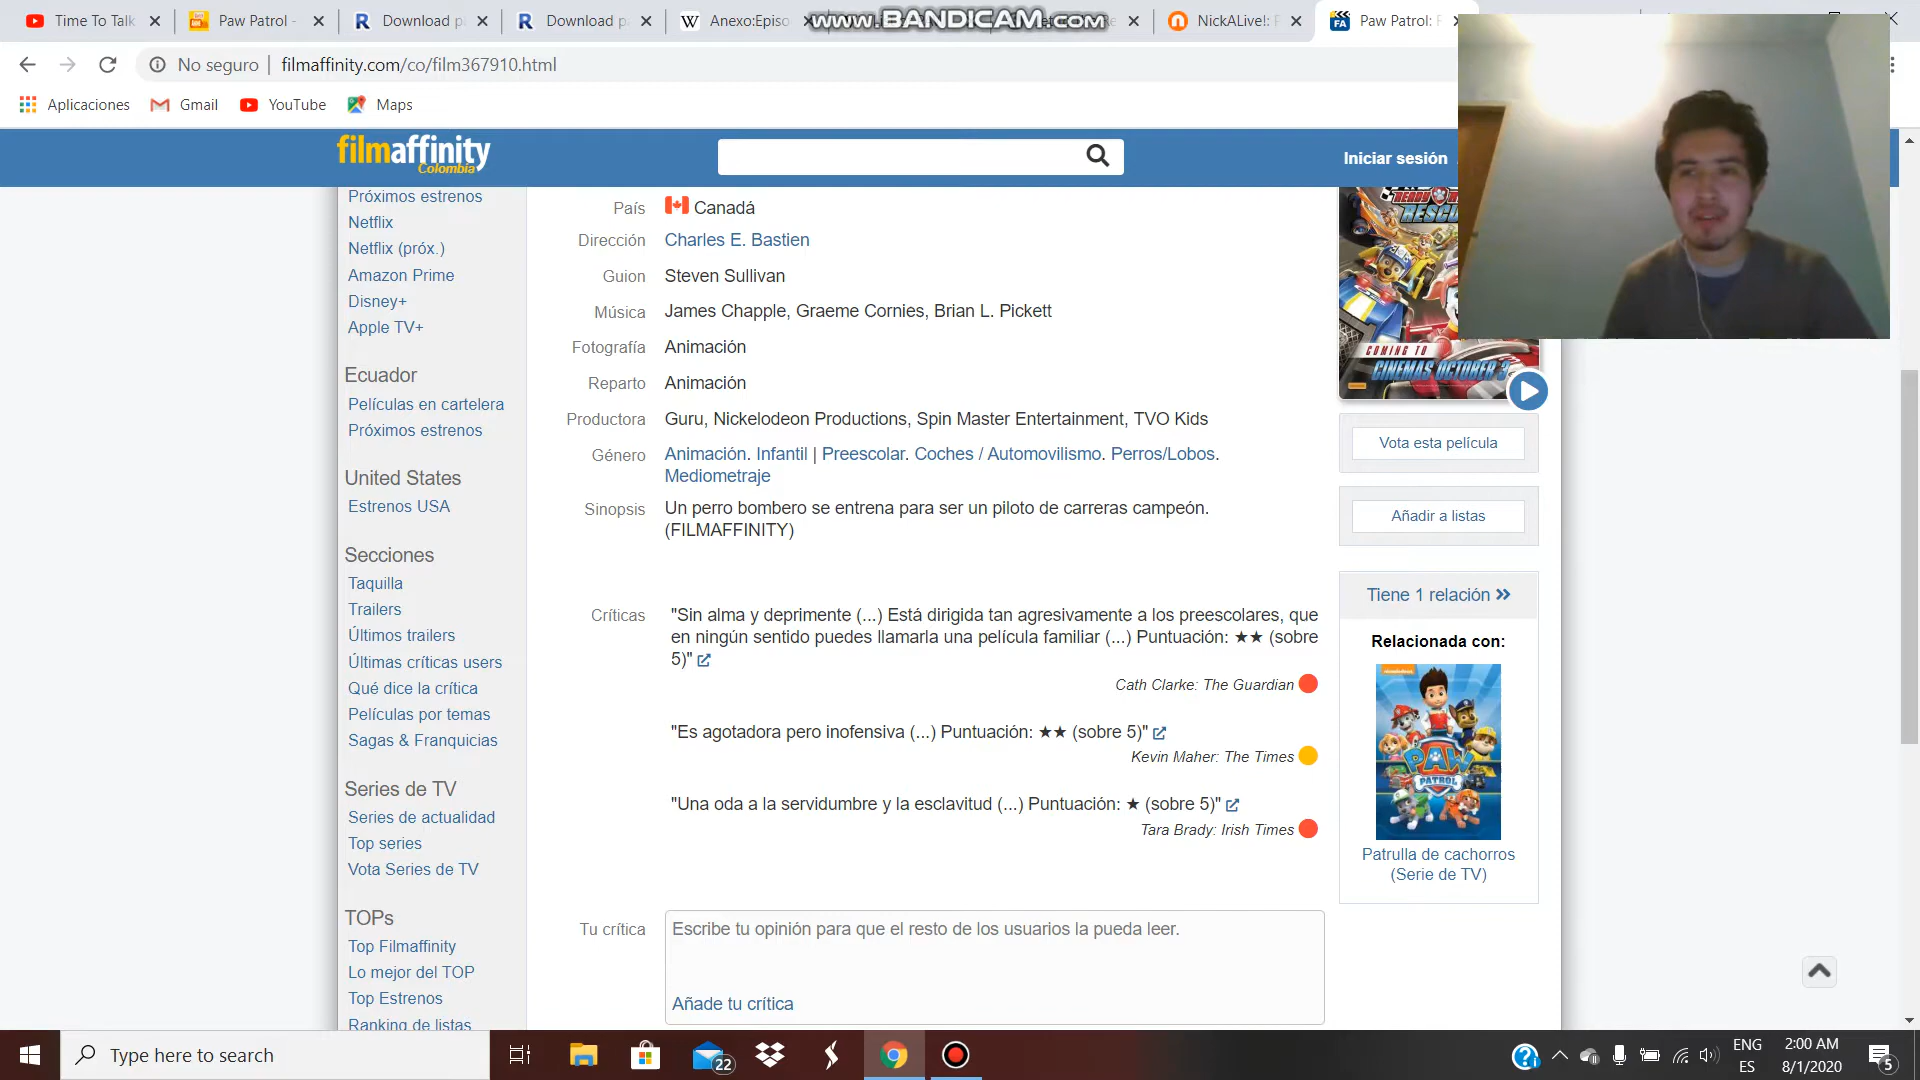 Time To Talk
Paw Patrol -
Download p
Download p
Anexo:Episo
www.BANDICAM.com
NickALive!: P
Paw Patrol: R
No seguro | filmaffinity.com/co/film367910.html
Aplicaciones Gmail YouTube Maps
filmaffinity
Colombia
Iniciar sesión
Próximos estrenos
Netflix
Netflix (próx.)
Amazon Prime
Disney+
Apple TV+
Ecuador
Películas en cartelera
Próximos estrenos
United States
Estrenos USA
Secciones
Taquilla
Trailers
Últimos trailers
Últimas críticas users
Qué dice la crítica
Películas por temas
Sagas & Franquicias
Series de TV
Series de actualidad
Top series
Vota Series de TV
TOPs
Top Filmaffinity
Lo mejor del TOP
Top Estrenos
Ranking de listas
País Canadá
Dirección Charles E. Bastien
Guion Steven Sullivan
Música James Chapple, Graeme Cornies, Brian L. Pickett
Fotografía Animación
Reparto Animación
Productora Guru, Nickelodeon Productions, Spin Master Entertainment, TVO Kids
Género Animación. Infantil | Preescolar. Coches / Automovilismo. Perros/Lobos.
Mediometraje
Sinopsis Un perro bombero se entrena para ser un piloto de carreras campeón.
(FILMAFFINITY)
Críticas "Sin alma y deprimente (...) Está dirigida tan agresivamente a los preescolares, que
en ningún sentido puedes llamarla una película familiar (...) Puntuación: ★★ (sobre
5)"
Cath Clarke: The Guardian
"Es agotadora pero inofensiva (...) Puntuación: ★★ (sobre 5)"
Kevin Maher: The Times
"Una oda a la servidumbre y la esclavitud (...) Puntuación: ★ (sobre 5)"
Tara Brady: Irish Times
Tu crítica Escribe tu opinión para que el resto de los usuarios la pueda leer.
Añade tu crítica
READY R
RESCU
COMING TO
CINEMAS OCTOBER 3
Vota esta película
Añadir a listas
Tiene 1 relación
Relacionada con:
PAW
PATROL
Patrulla de cachorros
(Serie de TV)
Type here to search
22
ENG
ES
2:00 AM
8/1/2020
5